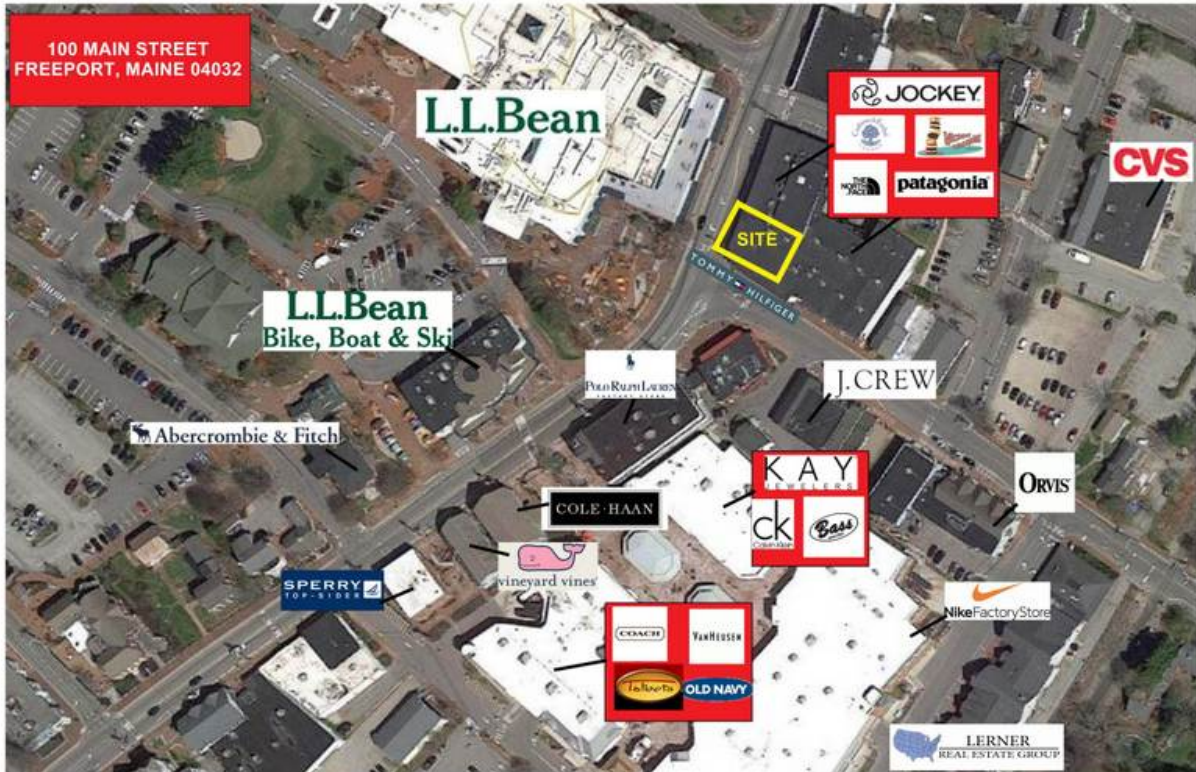 100 MAIN STREET
FREEPORT, MAINE 04032
L.L.Bean
JOCKEY
THE
NORTH
FACE
patagonia
CVS
SITE
TOMMY HILFIGER
L.L.Bean
Bike, Boat & Ski
POLO RALPH LAUREN
FACTORY STORE
J.CREW
Abercrombie & Fitch
KAY
JEWELERS
ck
Calvin Klein
Bass
ORVIS
COLE·HAAN
vineyard vines
SPERRY
TOP-SIDER
NikeFactoryStore
COACH
VANHEUSEN
Talbots
OLD NAVY
LERNER
REAL ESTATE GROUP